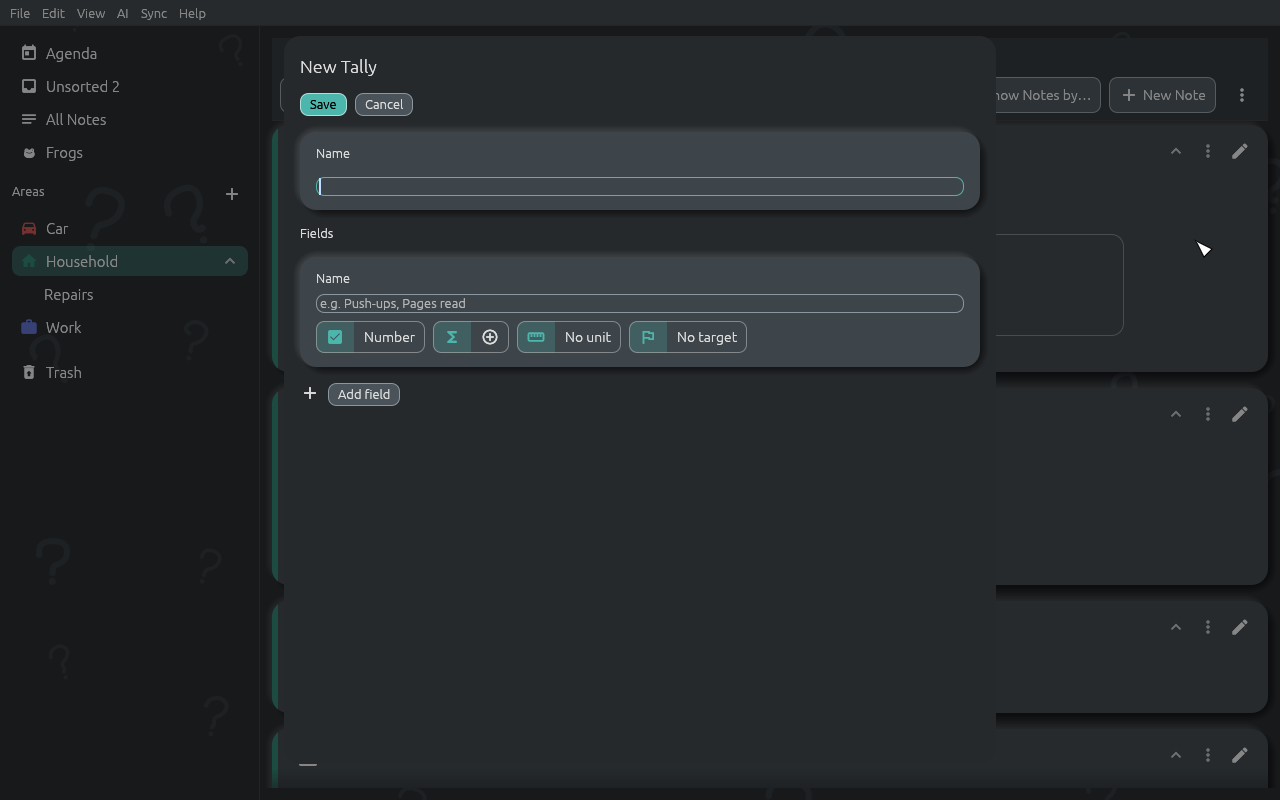 File Edit View AI Sync Help
Agenda
Unsorted 2
All Notes
Frogs
Areas
Car
Household
Repairs
Work
Trash
New Tally
Save Cancel
Name
Fields
Name
e.g. Push-ups, Pages read
Number No unit No target
Add field
Notes by...
New Note